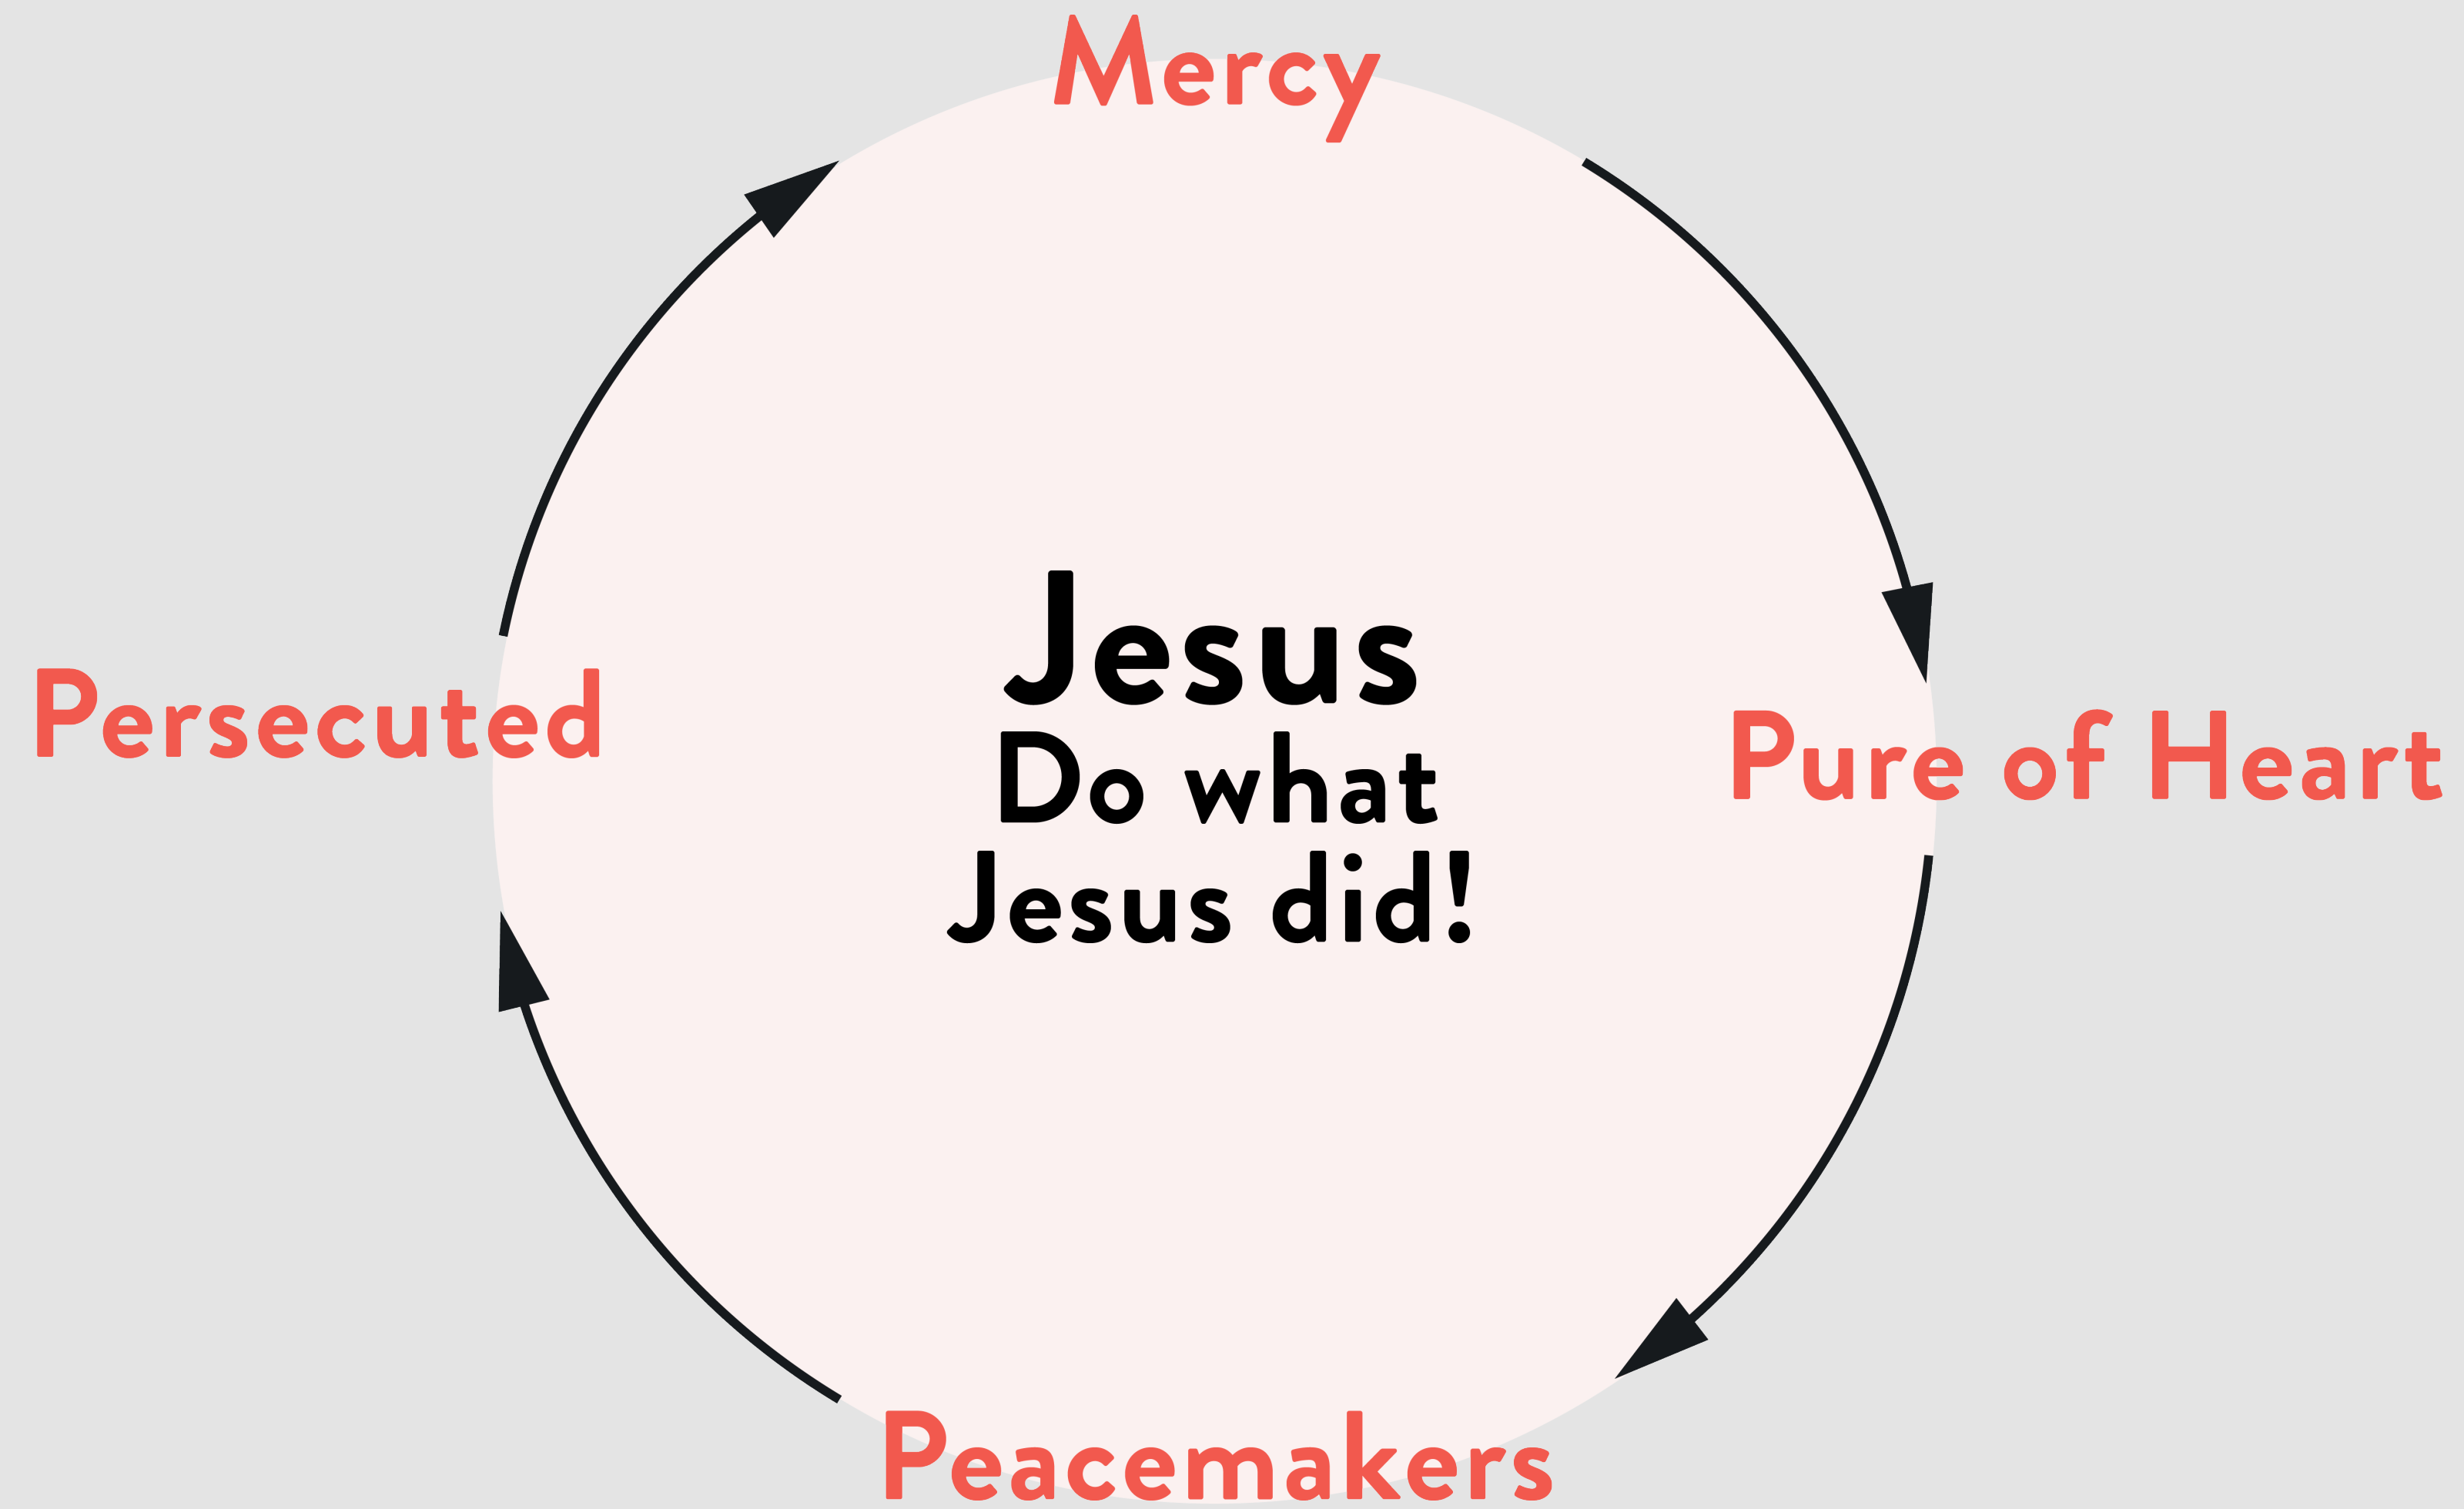 Mercy
Jesus
Do what
Jesus did!
Persecuted
Pure of Heart
Peacemakers